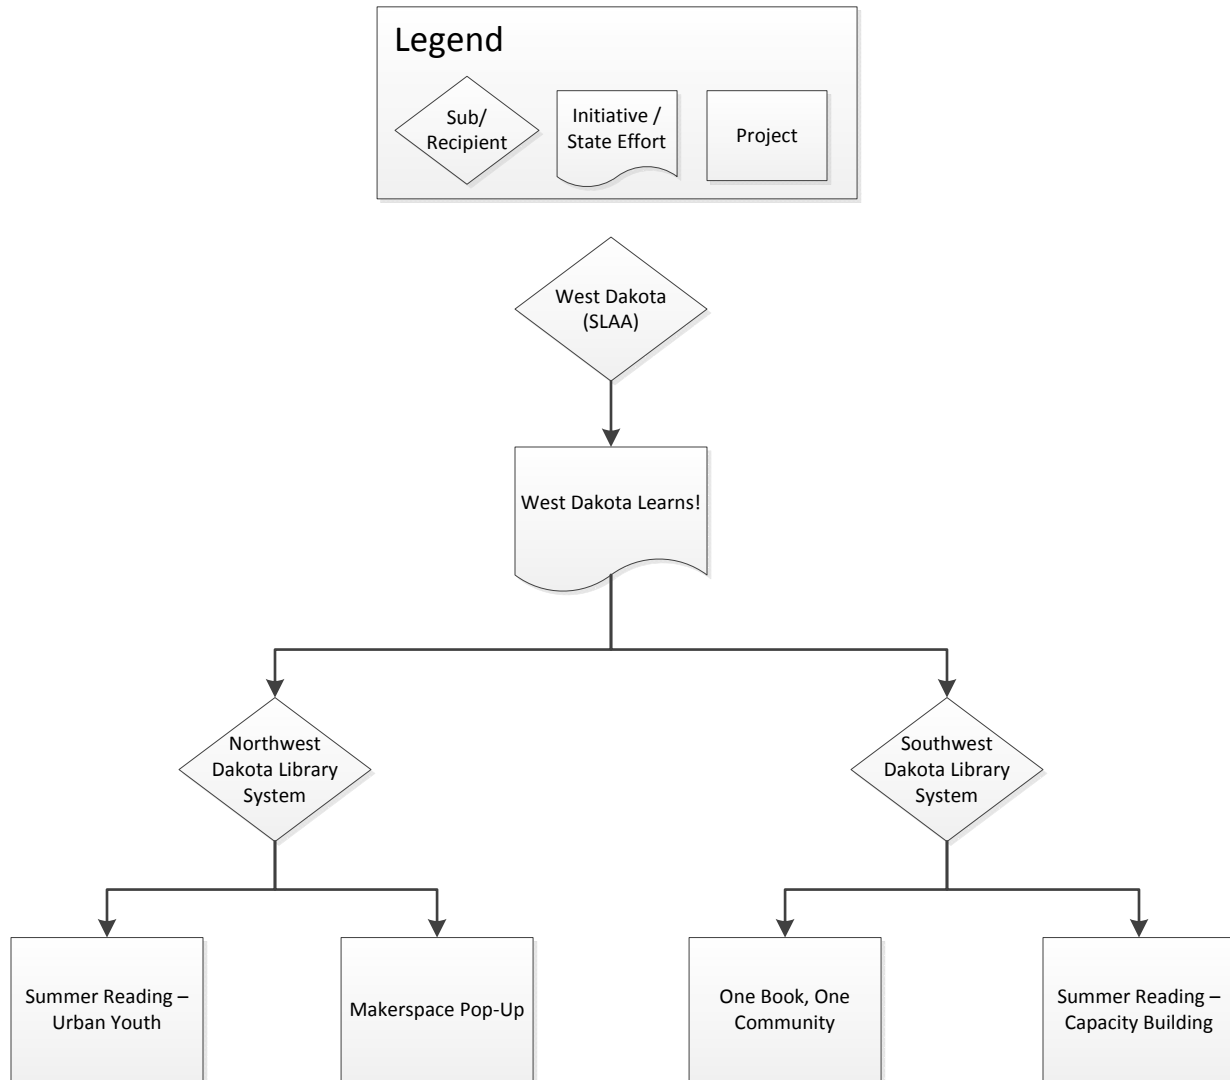 Legend
Sub/
Recipient
Initiative /
State Effort
Project
West Dakota
(SLAA)
West Dakota Learns!
Northwest
Dakota Library
System
Southwest
Dakota Library
System
Summer Reading –
Urban Youth
Makerspace Pop-Up
One Book, One
Community
Summer Reading –
Capacity Building